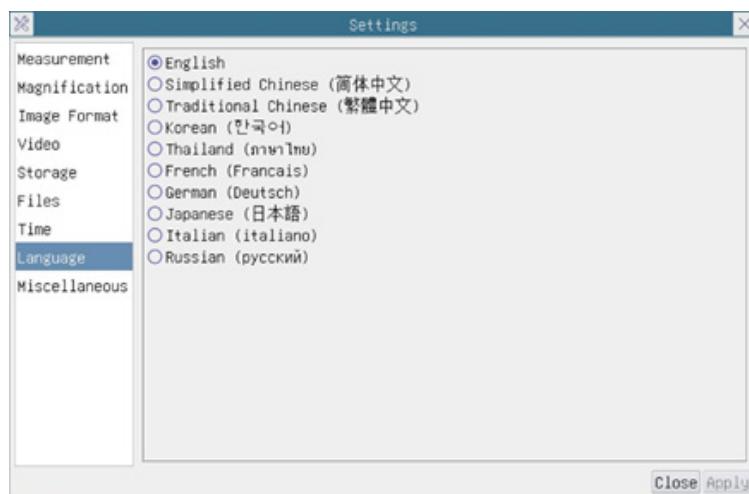 Settings
Measurement
Magnification
Image Format
Video
Storage
Files
Time
Language
Miscellaneous
English
Simplified Chinese (简体中文)
Traditional Chinese (繁體中文)
Korean (한국어)
Thailand (ภาษาไทย)
French (Francais)
German (Deutsch)
Japanese (日本語)
Italian (italiano)
Russian (русский)
Close Apply